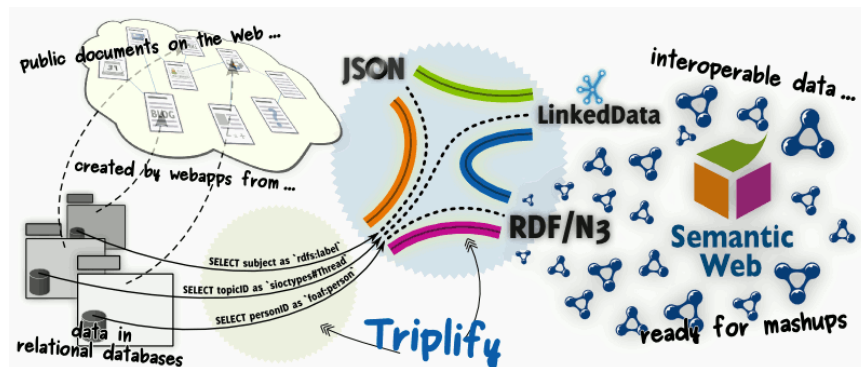 public documents on the Web ...
31
BLOG
created by webapps from ...
SELECT subject as `rdfs:label`
SELECT topicID as `sioctypes#Thread`
SELECT personID as `foaf:person`
data in
relational databases
JSON
LinkedData
RDF/N3
Triplify
interoperable data ...
Semantic
Web
ready for mashups